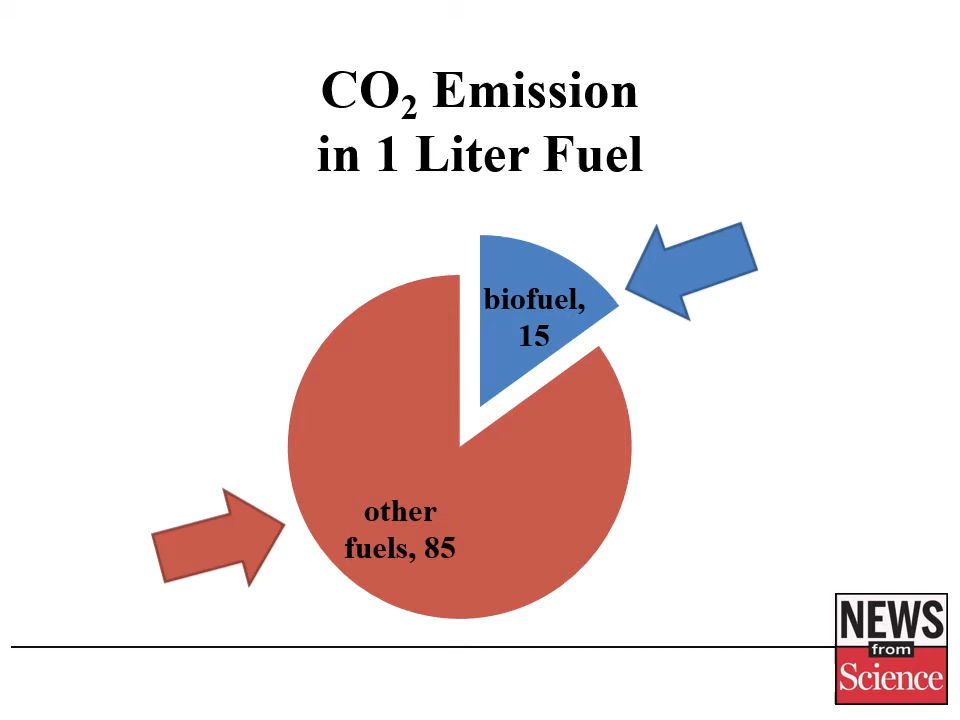 CO₂ Emission
in 1 Liter Fuel
biofuel,
15
other
fuels, 85
NEWS
from
Science